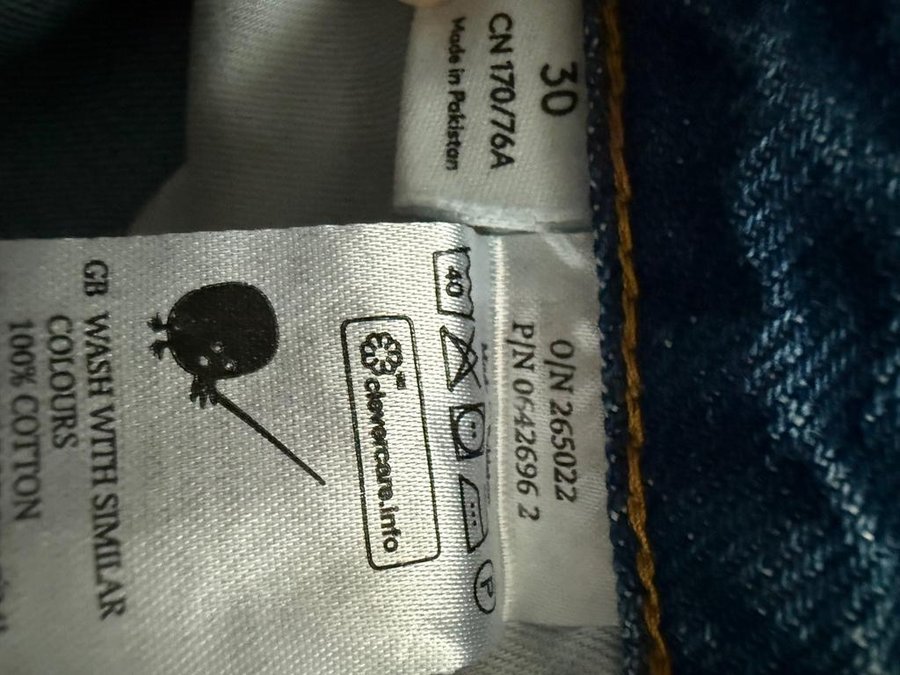 30
CN 170/76A
Made in Pakistan
O/N 265022
P/N 0642696 2
40
P
clevercare.info
GB WASH WITH SIMILAR
COLOURS
100% COTTON